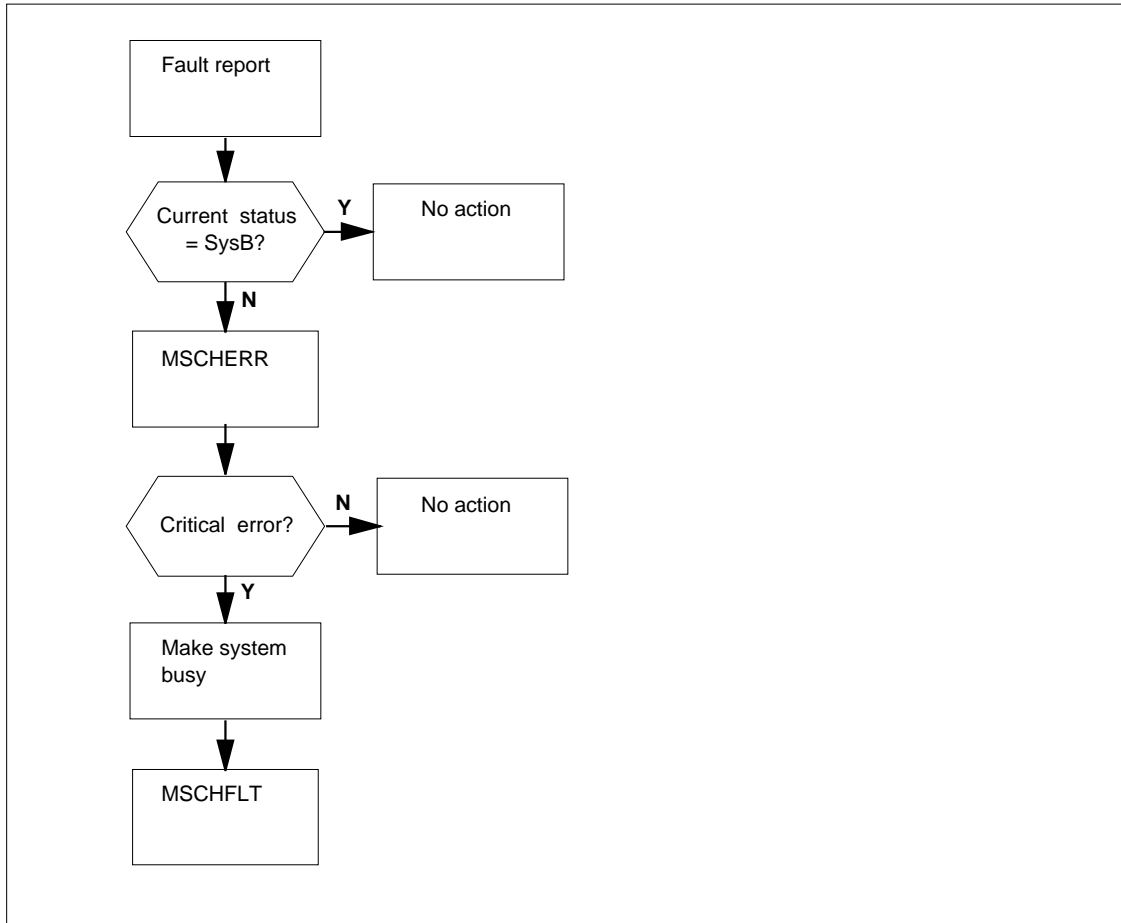 Fault report
Current status
= SysB?
Y
No action
N
MSCHERR
Critical error?
N
No action
Y
Make system
busy
MSCHFLT